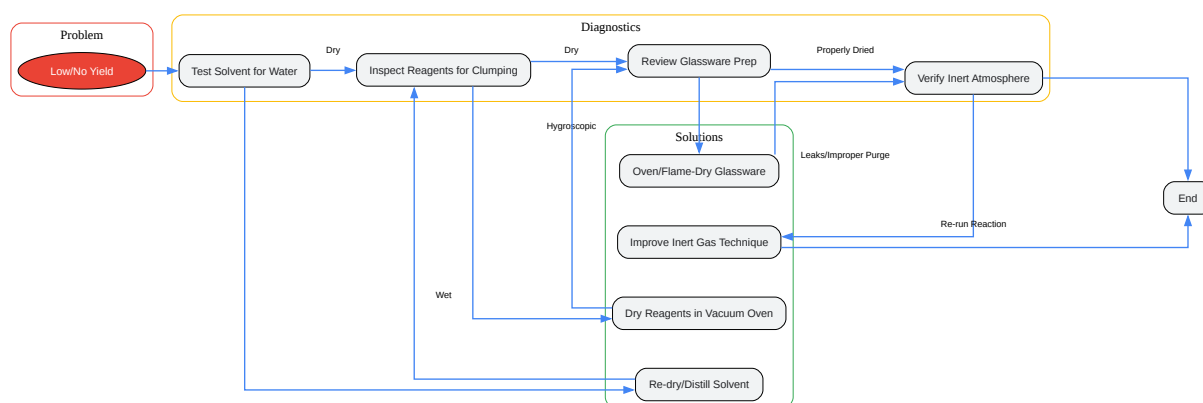 Diagnostics
Problem
Dry
Dry
Properly Dried
Low/No Yield
Test Solvent for Water
Inspect Reagents for Clumping
Review Glassware Prep
Verify Inert Atmosphere
Hygroscopic
Solutions
Leaks/Improper Purge
Oven/Flame-Dry Glassware
End
Re-run Reaction
Improve Inert Gas Technique
Wet
Dry Reagents in Vacuum Oven
Re-dry/Distill Solvent